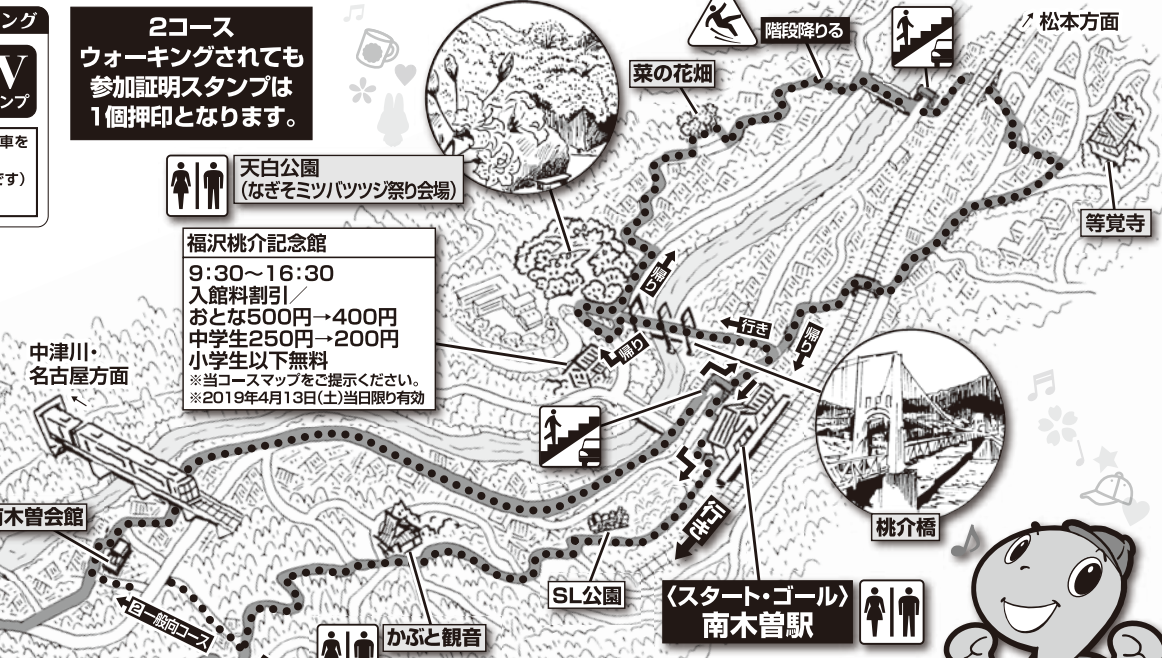 ング
V
ンプ
車を
です）
2コース
ウォーキングされても
参加証明スタンプは
1個押印となります。
階段降りる
松本方面
菜の花畑
天白公園
（なぎそミツバツツジ祭り会場）
等覚寺
福沢桃介記念館
9：30～16：30
入館料割引／
おとな500円→400円
中学生250円→200円
小学生以下無料
※当コースマップをご提示ください。
※2019年4月13日（土）当日限り有効
帰り
行き
帰り
帰り
中津川・
名古屋方面
桃介橋
南木曽会館
行き
SL公園
〈スタート・ゴール〉
南木曽駅
2一般向コース
かぶと観音